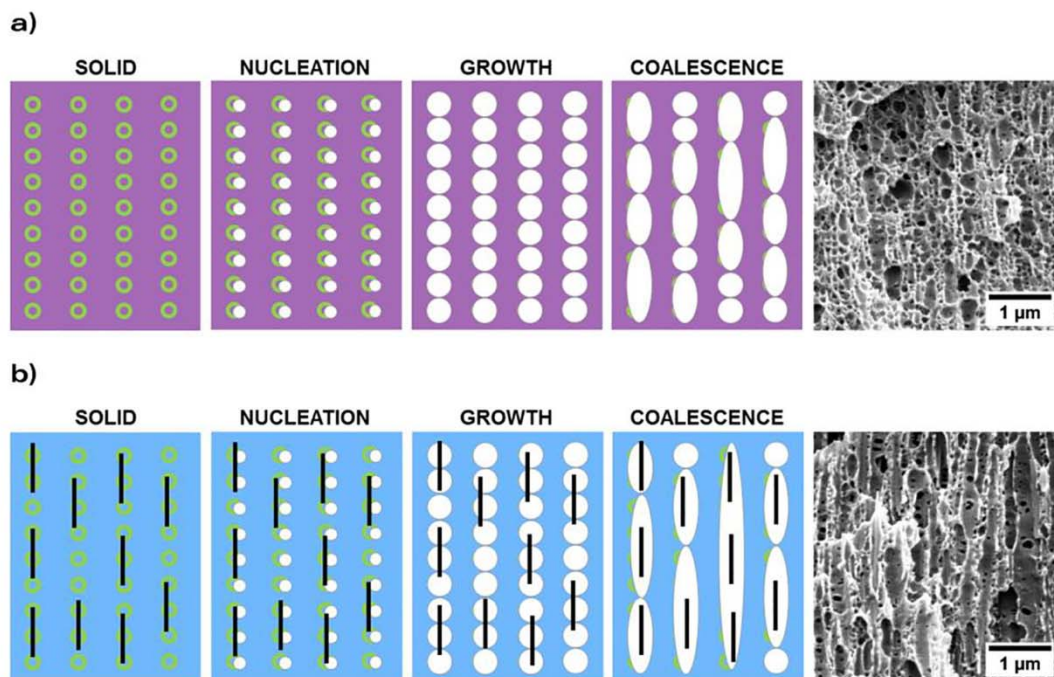 a)
SOLID NUCLEATION GROWTH COALESCENCE
1 µm
b)
SOLID NUCLEATION GROWTH COALESCENCE
1 µm